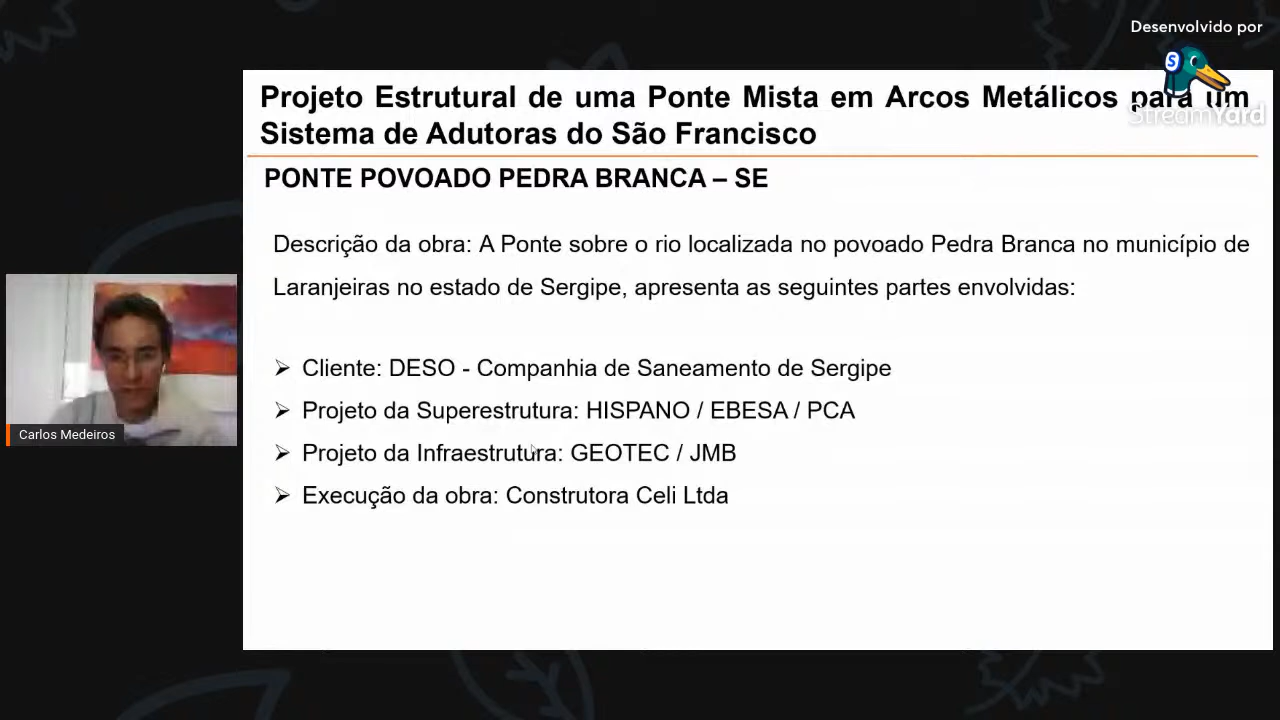 Desenvolvido por
StreamYard
Projeto Estrutural de uma Ponte Mista em Arcos Metálicos para um
Sistema de Adutoras do São Francisco
PONTE POVOADO PEDRA BRANCA – SE
Descrição da obra: A Ponte sobre o rio localizada no povoado Pedra Branca no município de
Laranjeiras no estado de Sergipe, apresenta as seguintes partes envolvidas:
➢ Cliente: DESO - Companhia de Saneamento de Sergipe
➢ Projeto da Superestrutura: HISPANO / EBESA / PCA
➢ Projeto da Infraestrutura: GEOTEC / JMB
➢ Execução da obra: Construtora Celi Ltda
Carlos Medeiros